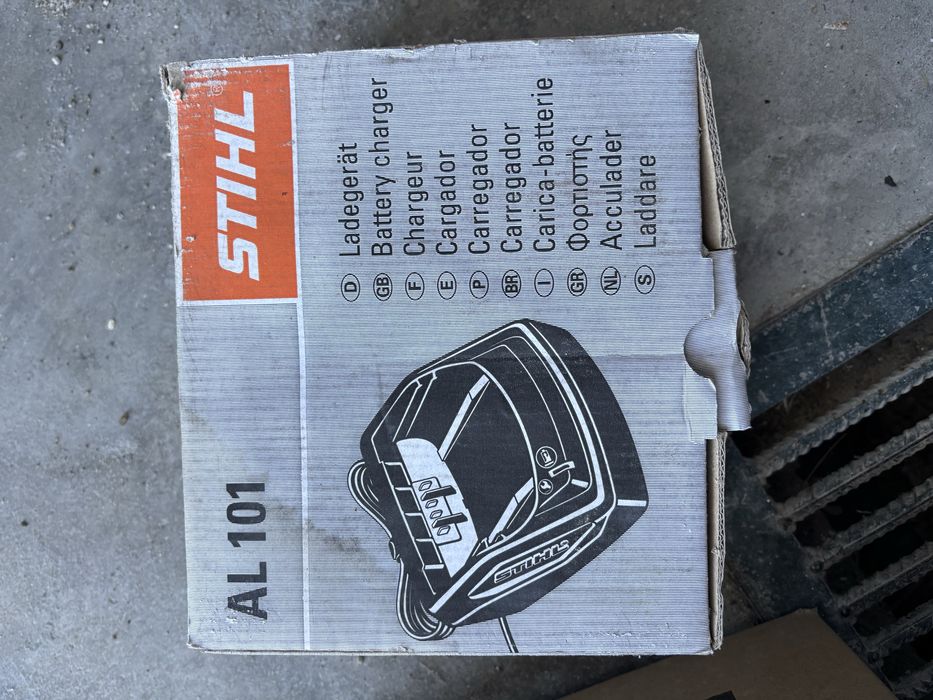 AL 101
STIHL®
D Ladegerät
GB Battery charger
F Chargeur
E Cargador
P Carregador
BR Carregador
I Carica-batterie
GR Φορτιστής
NL Acculader
S Laddare
STIHL